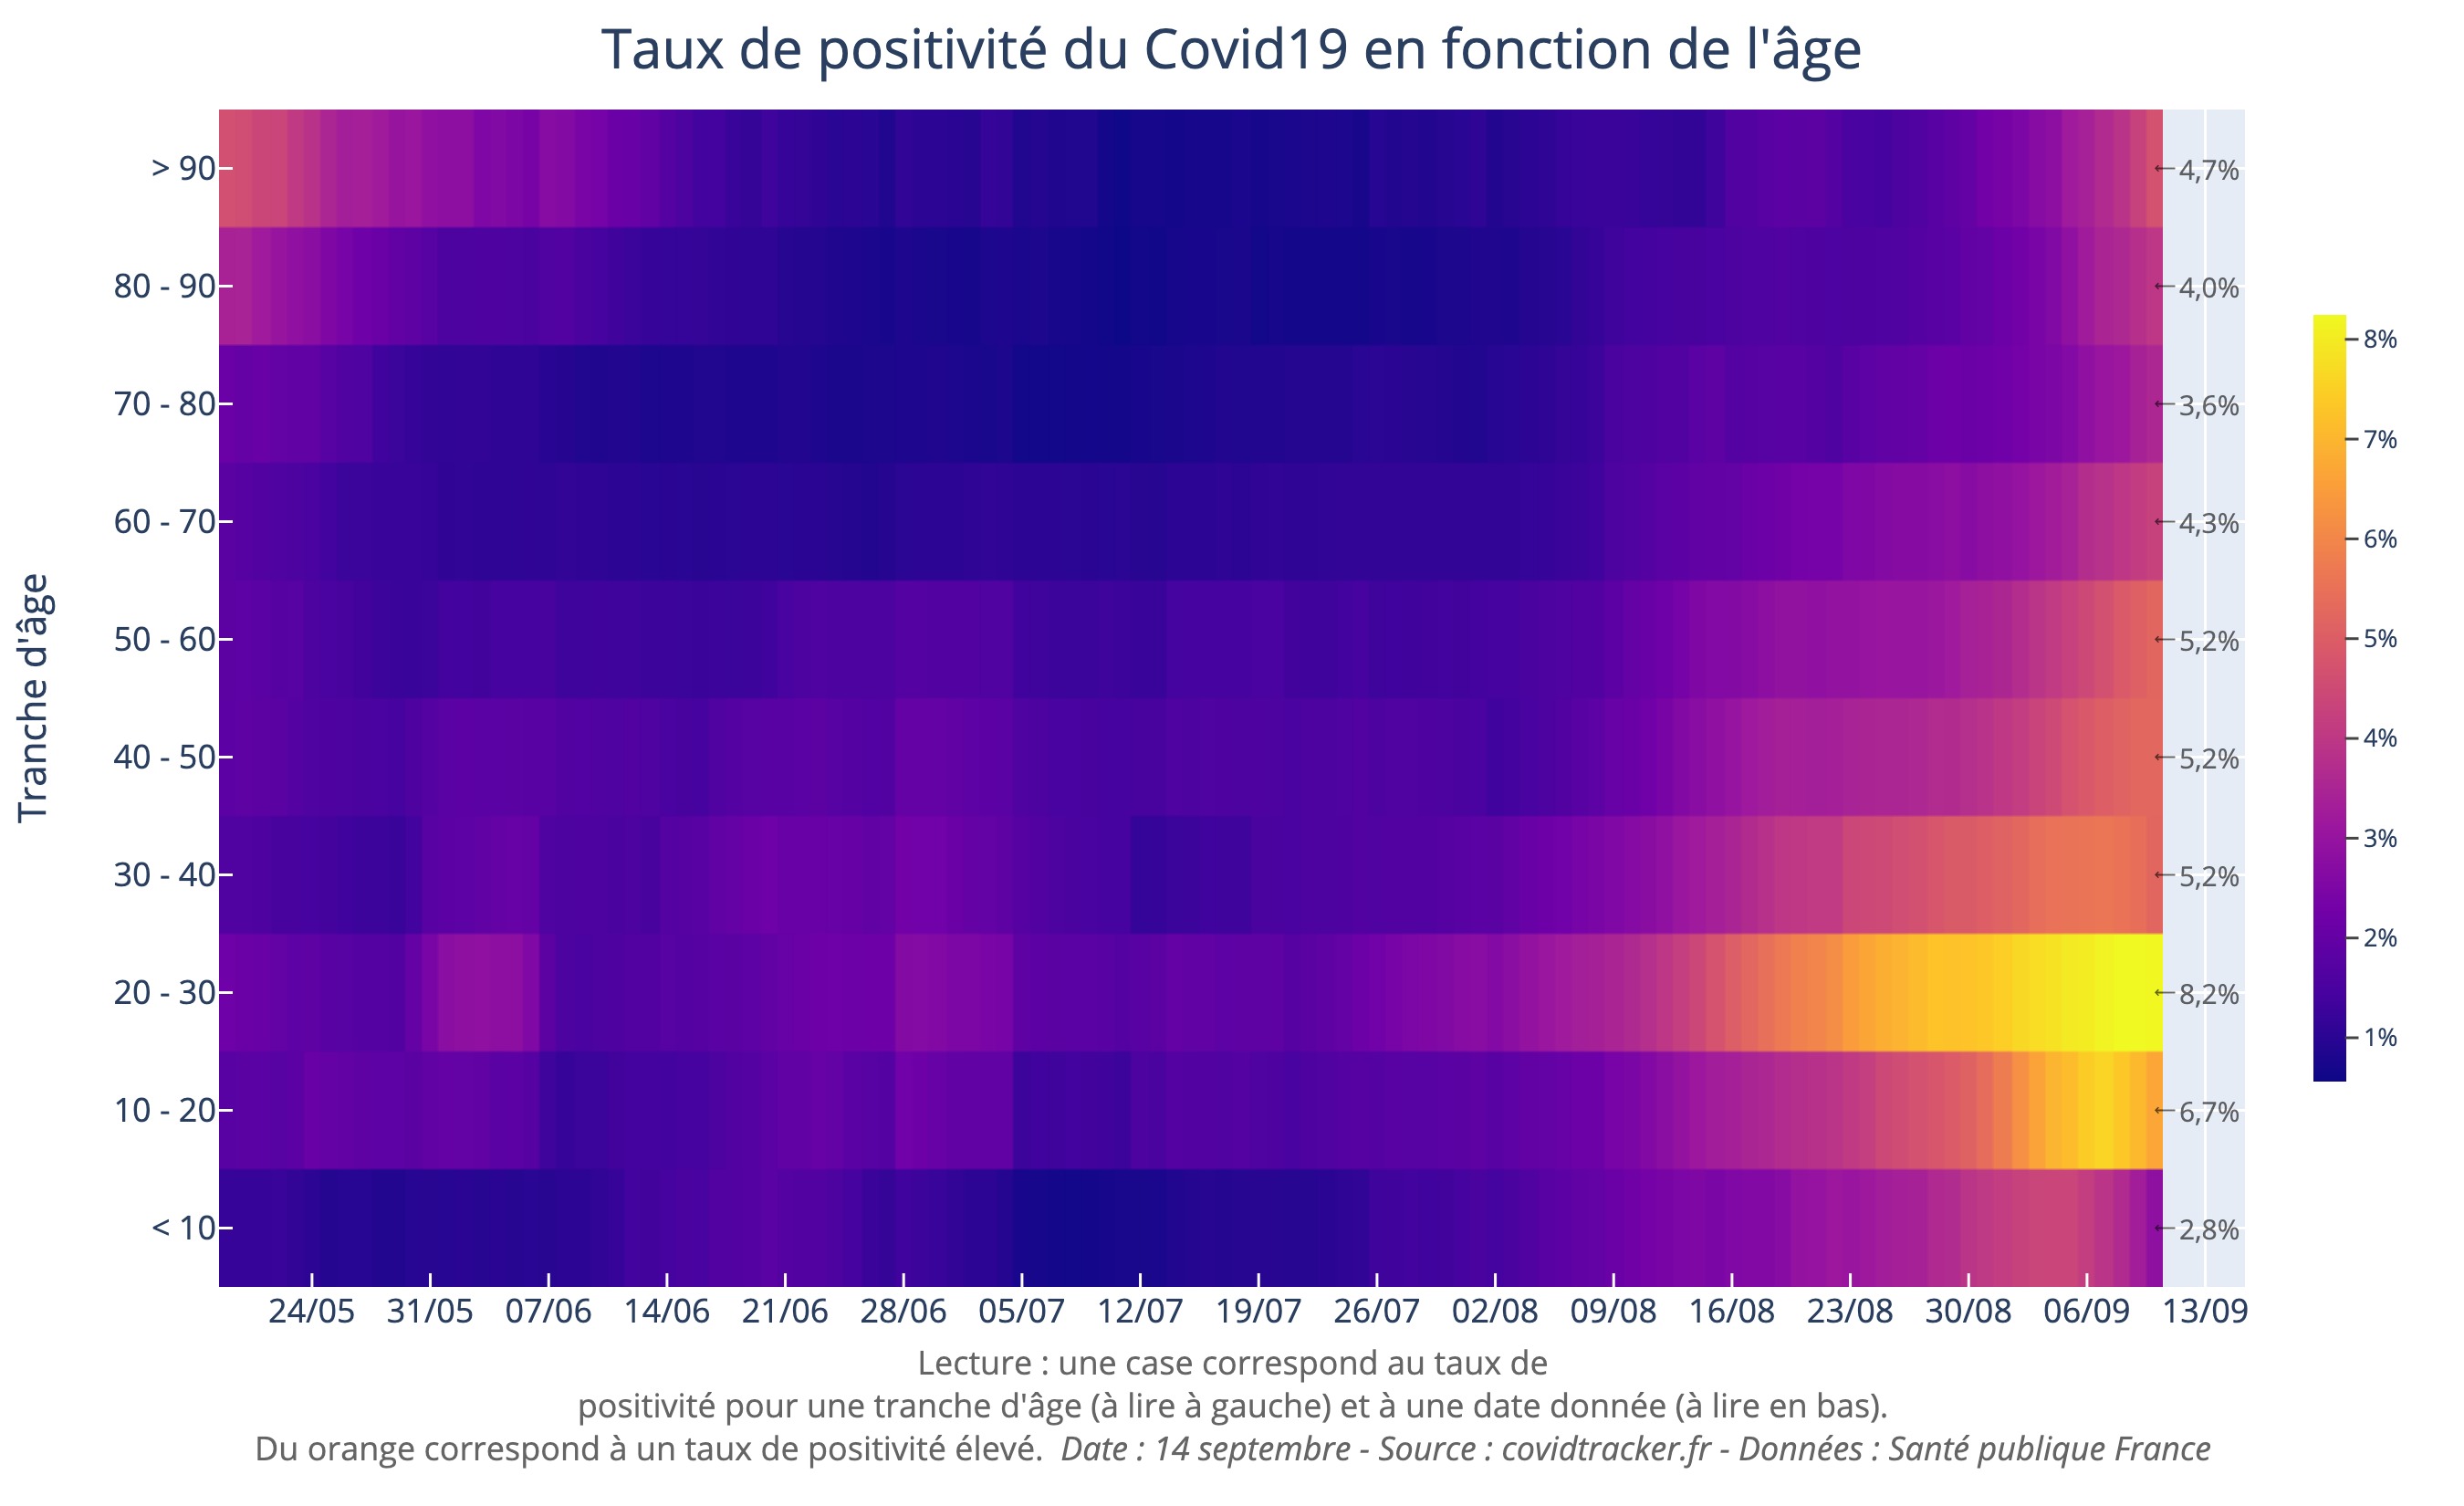 Taux de positivité du Covid19 en fonction de l'âge
Tranche d'âge
> 90
80 - 90
70 - 80
60 - 70
50 - 60
40 - 50
30 - 40
20 - 30
10 - 20
< 10
4,7%
4,0%
3,6%
4,3%
5,2%
5,2%
5,2%
8,2%
6,7%
2,8%
8%
7%
6%
5%
4%
3%
2%
1%
24/05 31/05 07/06 14/06 21/06 28/06 05/07 12/07 19/07 26/07 02/08 09/08 16/08 23/08 30/08 06/09 13/09
Lecture : une case correspond au taux de
positivité pour une tranche d'âge (à lire à gauche) et à une date donnée (à lire en bas).
Du orange correspond à un taux de positivité élevé. Date : 14 septembre - Source : covidtracker.fr - Données : Santé publique France